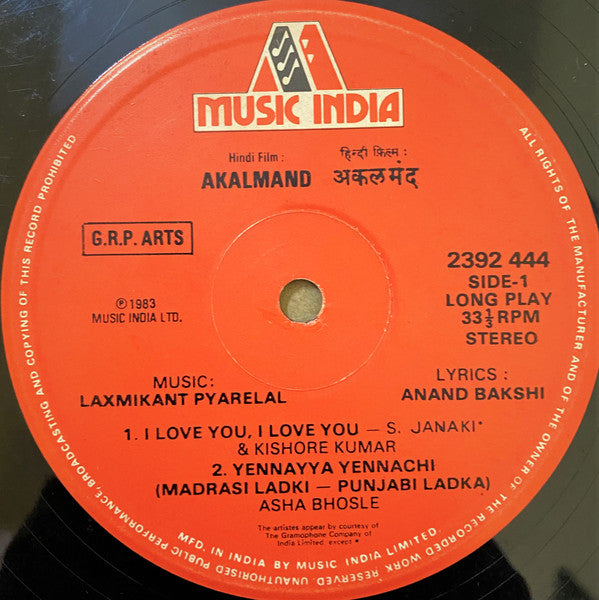 MUSIC INDIA
Hindi Film : हिन्दी फ़िल्म :
AKALMAND अकलमंद
G.R.P. ARTS
2392 444
SIDE-1
LONG PLAY
33⅓ RPM
STEREO
Ⓟ 1983
MUSIC INDIA LTD.
MUSIC:
LAXMIKANT PYARELAL
LYRICS :
ANAND BAKSHI
1. I LOVE YOU, I LOVE YOU — S. JANAKI*
& KISHORE KUMAR
2. YENNAYYA YENNACHI
(MADRASI LADKI — PUNJABI LADKA)
ASHA BHOSLE
The artistes appear by courtesy of
The Gramophone Company of
India Limited: except *
MFD. IN INDIA BY MUSIC INDIA LIMITED.
ALL RIGHTS OF THE MANUFACTURER AND OF THE OWNER OF THE RECORDED WORK RESERVED. UNAUTHORISED PUBLIC PERFORMANCE, BROADCASTING AND COPYING OF THIS RECORD PROHIBITED